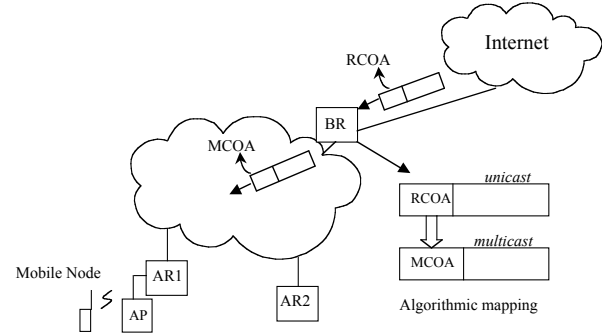 Internet
RCOA
BR
MCOA
unicast
RCOA
multicast
MCOA
Mobile Node
AR1
AP
AR2
Algorithmic mapping